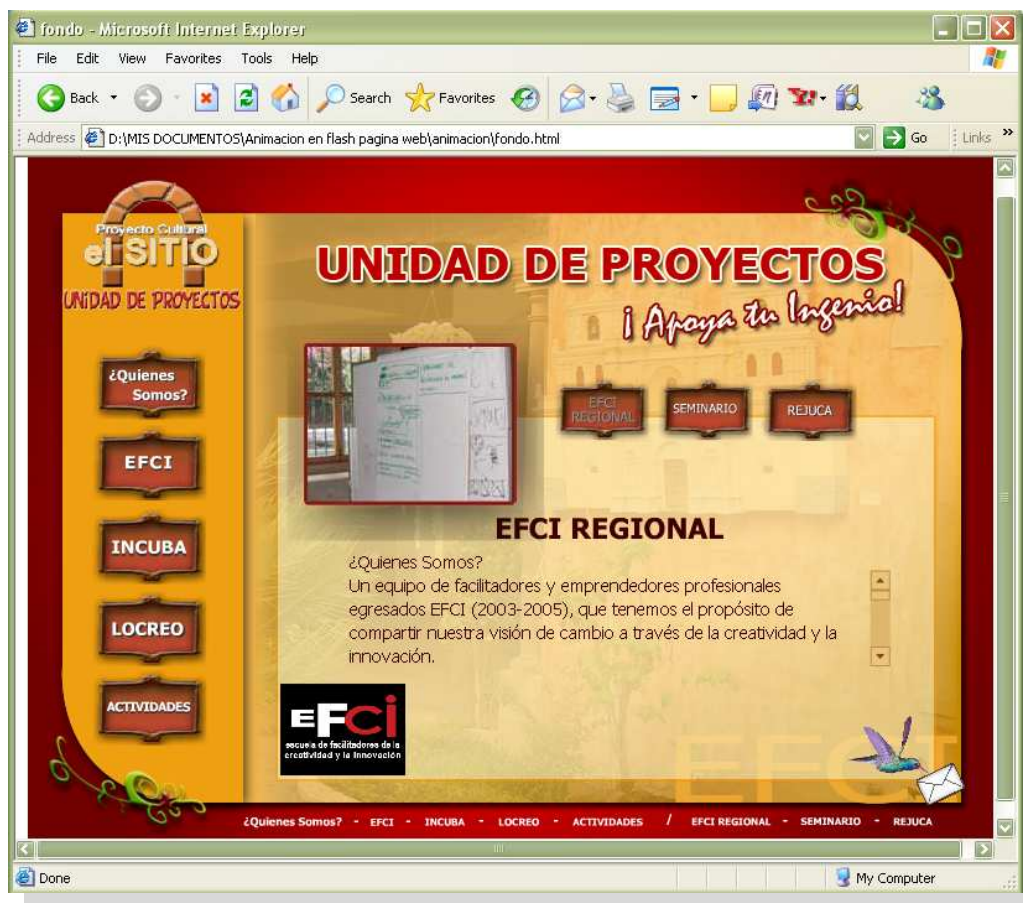 fondo - Microsoft Internet Explorer
File Edit View Favorites Tools Help
Back Search Favorites
Address D:\MIS DOCUMENTOS\Animacion en flash pagina web\animacion\fondo.html Go Links »
Proyecto Cultural
el SITIO
UNiDAD DE PROYECTOS
UNIDAD DE PROYECTOS
¡ Apoya tu Ingenio!
¿Quienes
Somos?
EFCI
INCUBA
LOCREO
ACTIVIDADES
EFCI
REGIONAL
SEMINARIO
REJUCA
EFCI REGIONAL
¿Quienes Somos?
Un equipo de facilitadores y emprendedores profesionales
egresados EFCI (2003-2005), que tenemos el propósito de
compartir nuestra visión de cambio a través de la creatividad y la
innovación.
EFCi
escuela de facilitadores de la
creatividad y la innovación
EFCI
¿Quienes Somos? - EFCI - INCUBA - LOCREO - ACTIVIDADES / EFCI REGIONAL - SEMINARIO - REJUCA
Done My Computer